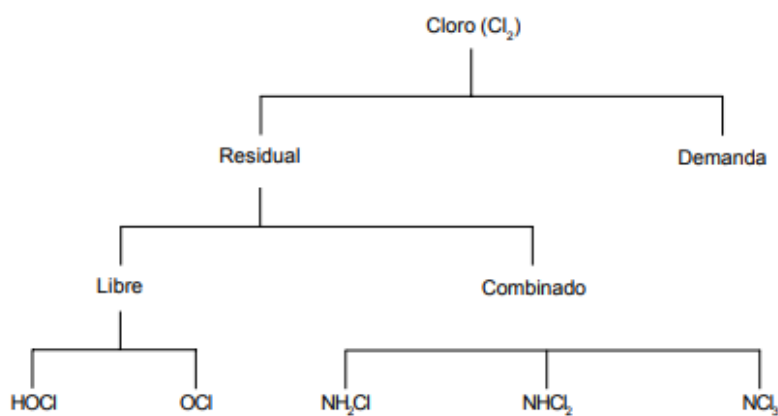 Cloro (Cl₂)
Residual Demanda
Libre Combinado
HOCl OCl NH₂Cl NHCl₂ NCl₃